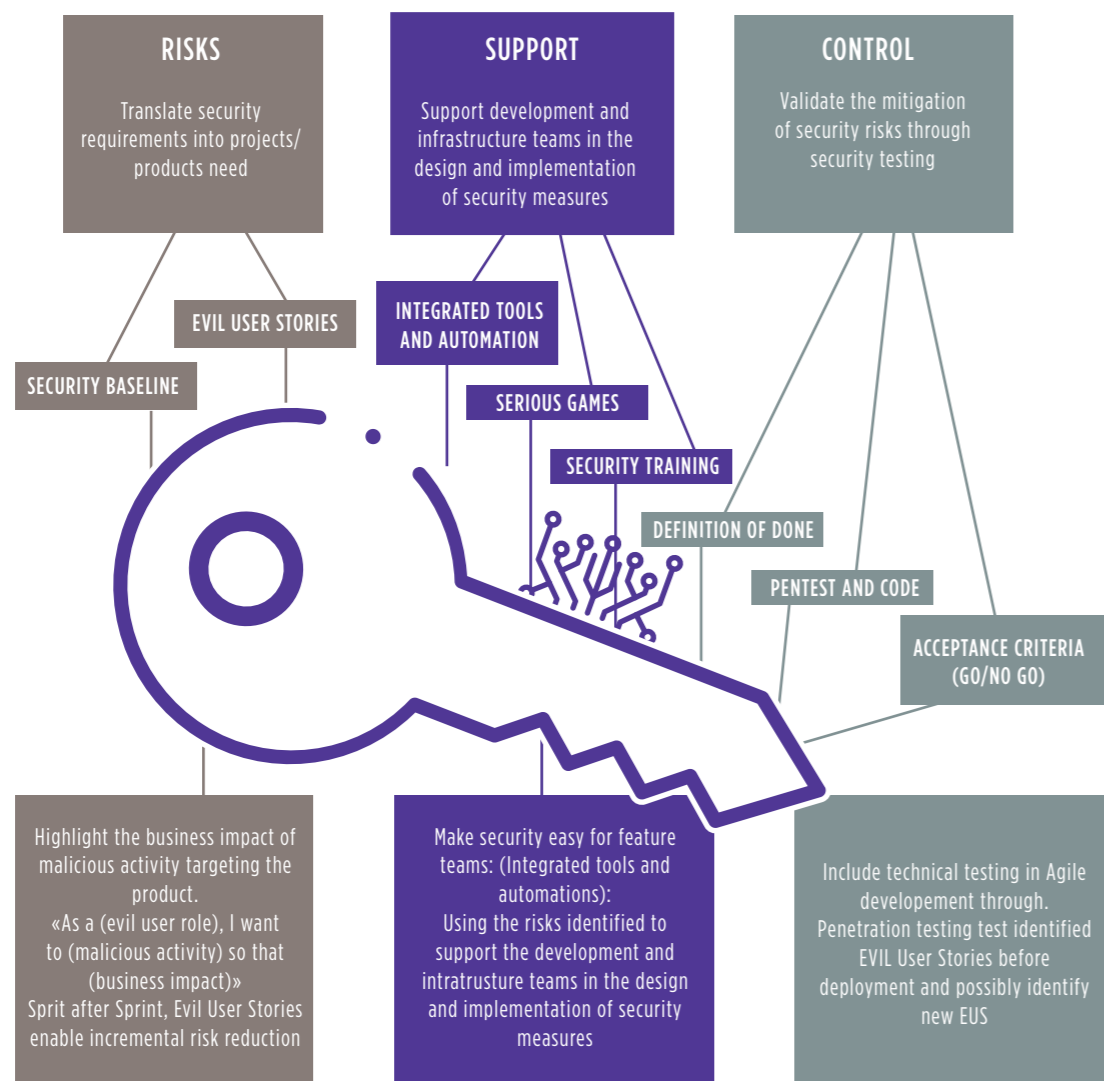 RISKS
Translate security
requirements into projects/
products need
SUPPORT
Support development and
infrastructure teams in the
design and implementation
of security measures
CONTROL
Validate the mitigation
of security risks through
security testing
EVIL USER STORIES
SECURITY BASELINE
INTEGRATED TOOLS
AND AUTOMATION
SERIOUS GAMES
SECURITY TRAINING
DEFINITION OF DONE
PENTEST AND CODE
ACCEPTANCE CRITERIA
(GO/NO GO)
Highlight the business impact of
malicious activity targeting the
product.
«As a (evil user role), I want
to (malicious activity) so that
(business impact)»
Sprit after Sprint, Evil User Stories
enable incremental risk reduction
Make security easy for feature
teams: (Integrated tools and
automations):
Using the risks identified to
support the development and
intratrusture teams in the design
and implementation of security
measures
Include technical testing in Agile
developement through.
Penetration testing test identified
EVIL User Stories before
deployment and possibly identify
new EUS